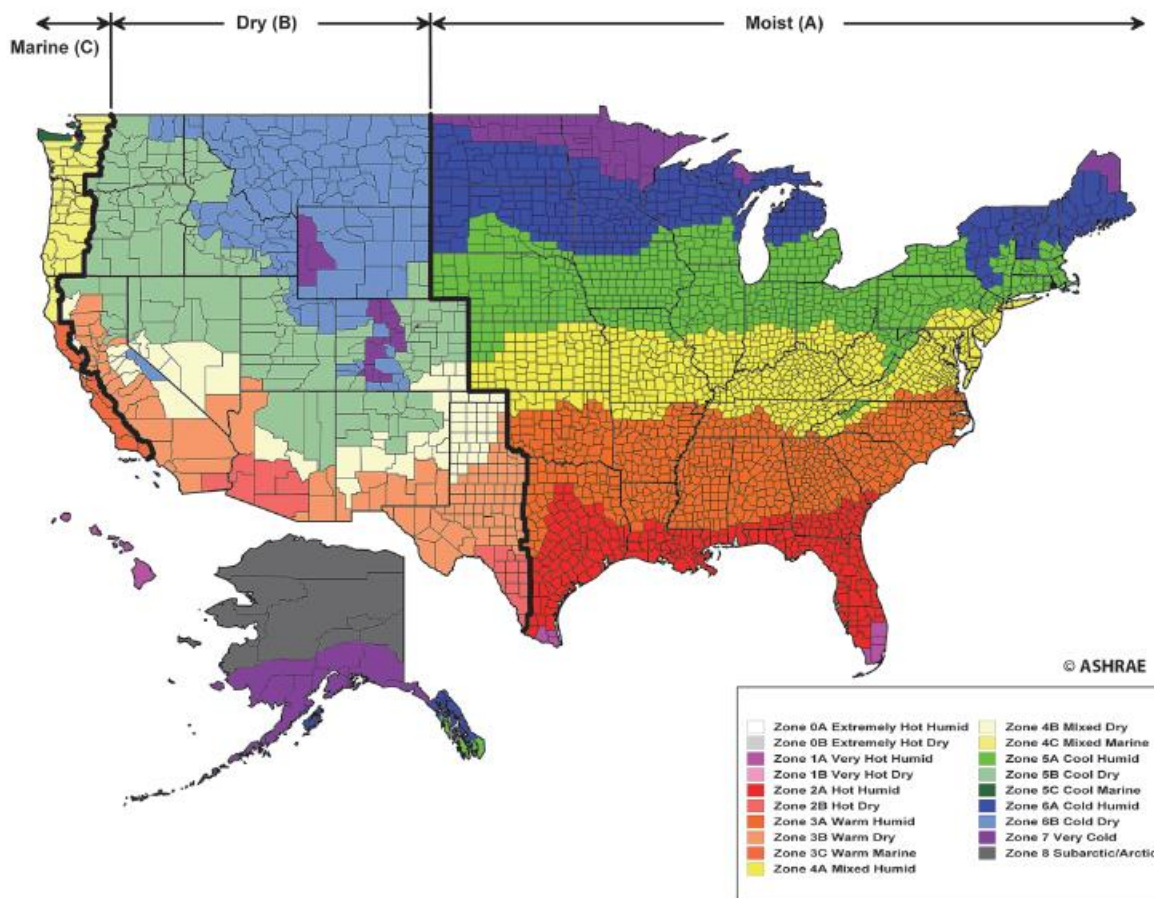 Dry (B)
Moist (A)
Marine (C)
© ASHRAE
Zone 0A Extremely Hot Humid
Zone 0B Extremely Hot Dry
Zone 1A Very Hot Humid
Zone 1B Very Hot Dry
Zone 2A Hot Humid
Zone 2B Hot Dry
Zone 3A Warm Humid
Zone 3B Warm Dry
Zone 3C Warm Marine
Zone 4A Mixed Humid
Zone 4B Mixed Dry
Zone 4C Mixed Marine
Zone 5A Cool Humid
Zone 5B Cool Dry
Zone 5C Cool Marine
Zone 6A Cold Humid
Zone 6B Cold Dry
Zone 7 Very Cold
Zone 8 Subarctic/Arctic